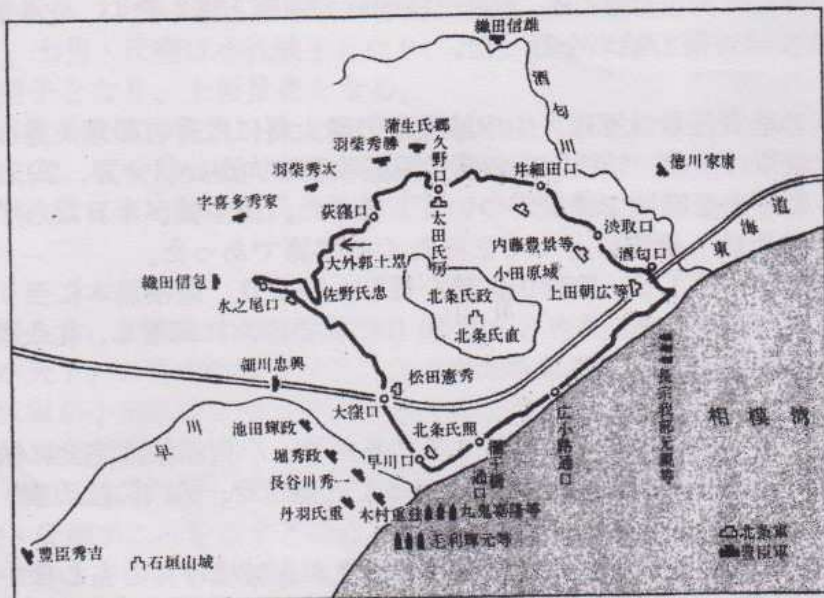 織田信雄
酒匂川
蒲生氏郷
羽柴秀勝
久野口
井細田口
徳川家康
羽柴秀次
宇喜多秀家
荻窪口
太田氏房
渋取口
内藤豊景等
酒匂口
東海道
大外郭土塁
小田原城
織田信包
佐野氏忠
北条氏政
上田朝広等
水之尾口
北条氏直
細川忠興
松田憲秀
大窪口
長宗我部元親等
相模湾
早川
池田輝政
北条氏照
広小路通口
堀秀政
早川口
通口
長谷川秀一
丹羽氏重
木村重茲
九鬼嘉隆等
毛利輝元等
北条軍
豊臣軍
豊臣秀吉
凸石垣山城